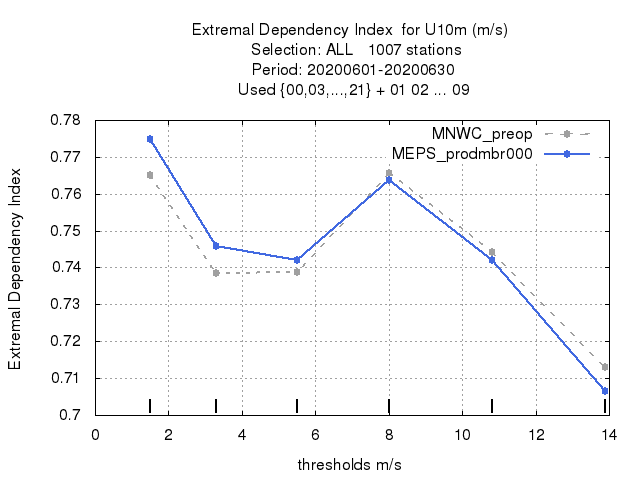 Extremal Dependency Index  for U10m (m/s)
Selection: ALL   1007 stations
Period: 20200601-20200630
Used {00,03,...,21} + 01 02 ... 09
MNWC_preop
MEPS_prodmbr000
Extremal Dependency Index
0.78
0.77
0.76
0.75
0.74
0.73
0.72
0.71
0.7
0 2 4 6 8 10 12 14
thresholds m/s